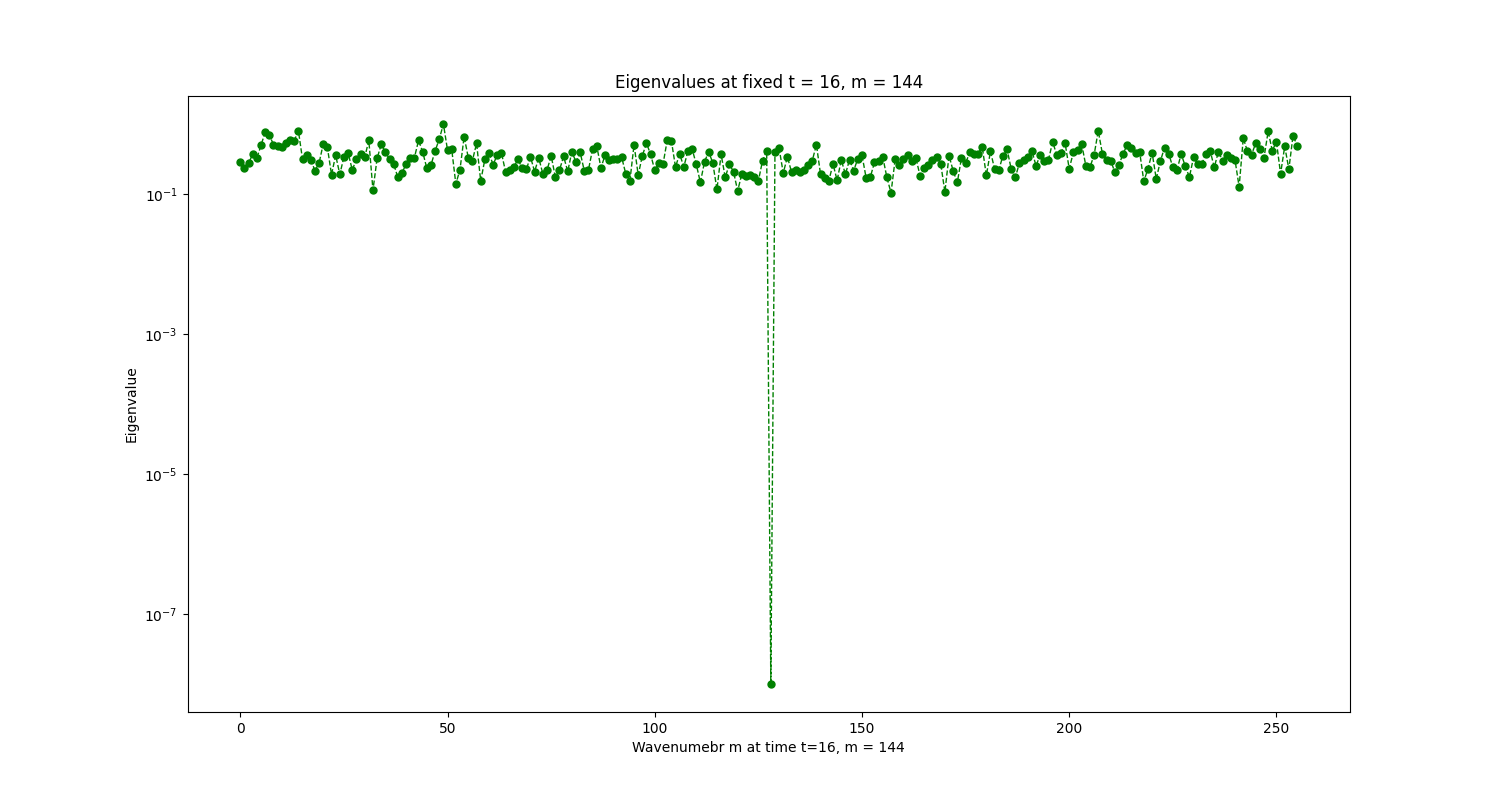 Eigenvalues at fixed t = 16, m = 144
10⁻¹
10⁻³
10⁻⁵
10⁻⁷
Eigenvalue
0 50 100 150 200 250
Wavenumebr m at time t=16, m = 144